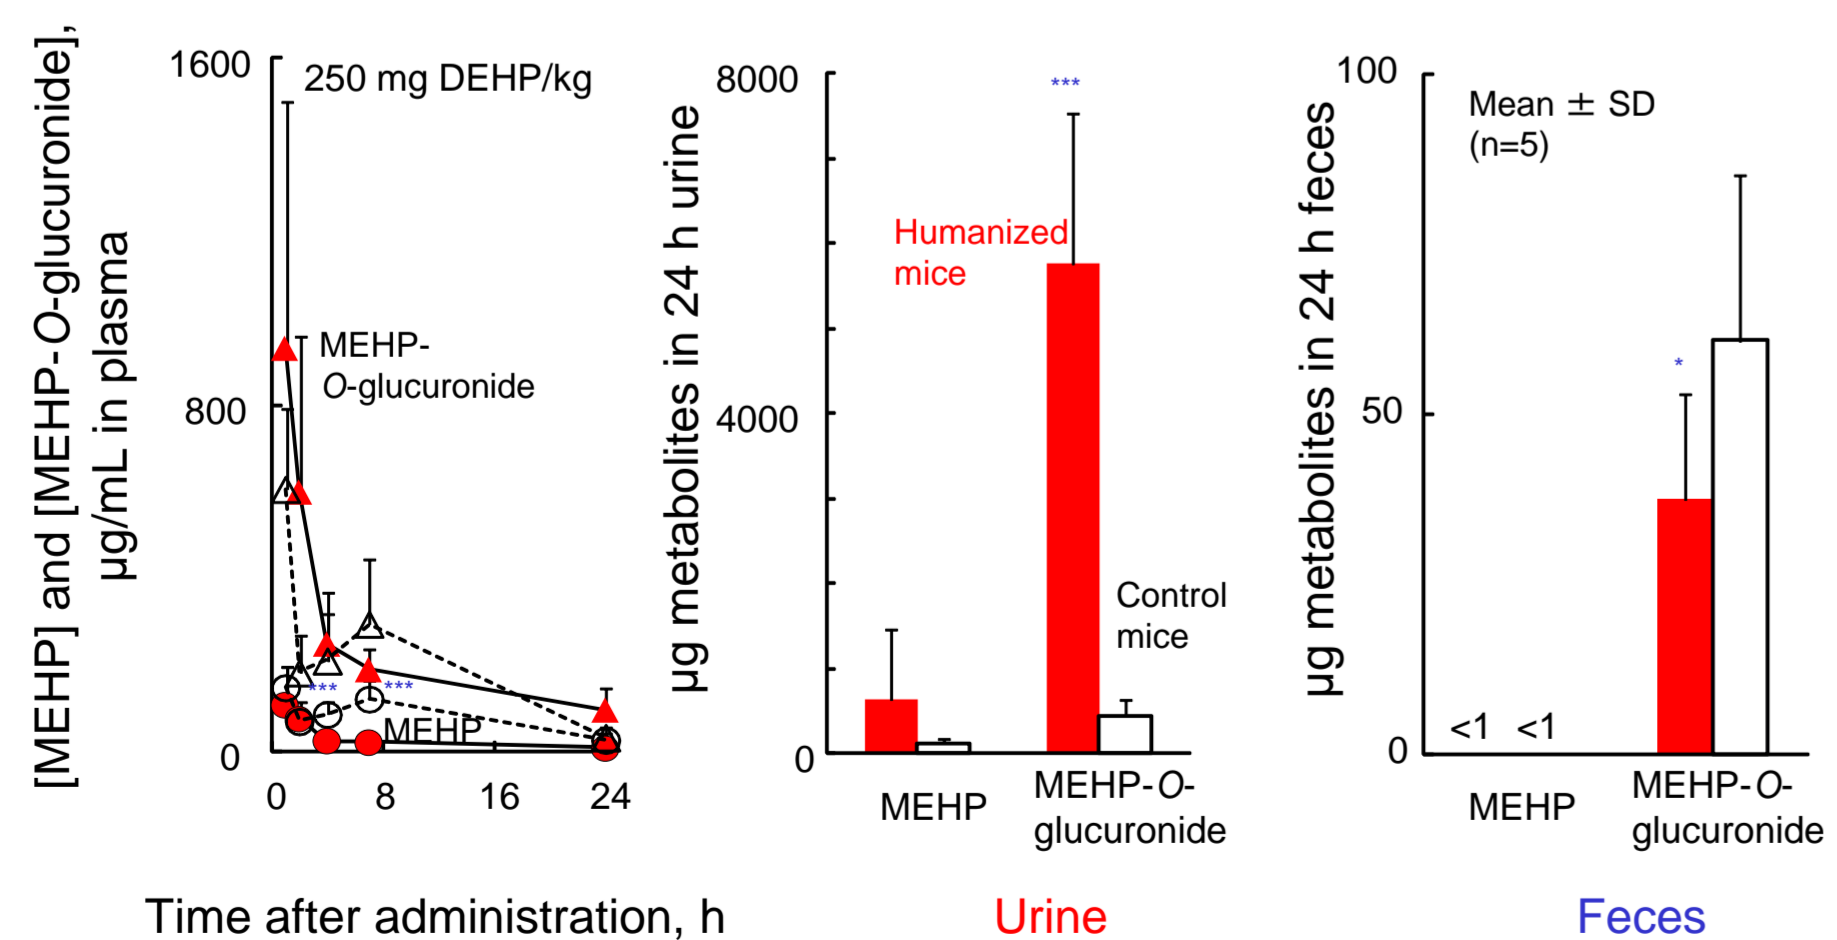 [MEHP] and [MEHP-O-glucuronide],
µg/mL in plasma
1600
800
0
250 mg DEHP/kg
MEHP-
O-glucuronide
***
***
MEHP
0
8
16
24
Time after administration, h
µg metabolites in 24 h urine
8000
4000
0
***
Humanized
mice
Control
mice
MEHP
MEHP-O-
glucuronide
Urine
µg metabolites in 24 h feces
100
50
0
Mean ± SD
(n=5)
*
<1
<1
MEHP
MEHP-O-
glucuronide
Feces